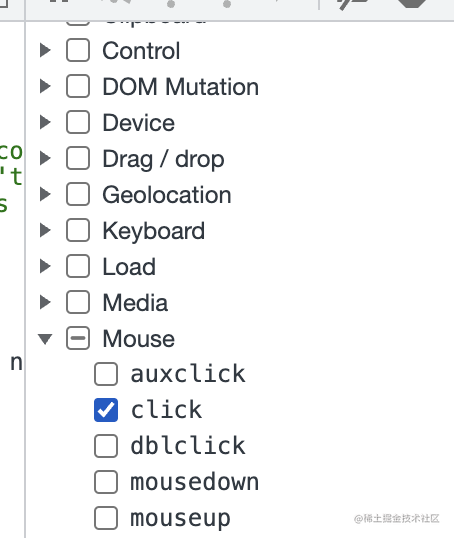 Control
DOM Mutation
co
Device
Drag / drop
't
Geolocation
s
Keyboard
Load
Media
Mouse
n
auxclick
click
dblclick
mousedown
mouseup
@稀土掘金技术社区